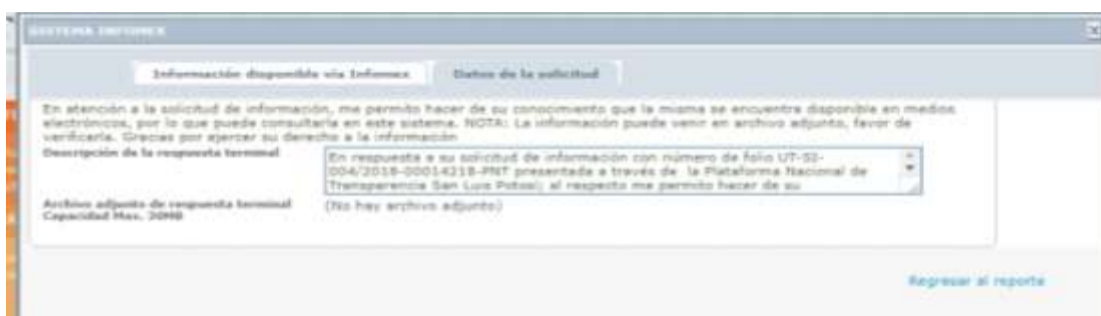 SISTEMA INFOMEX
Información disponible vía Infomex
Datos de la solicitud
En atención a la solicitud de información, me permito hacer de su conocimiento que la misma se encuentra disponible en medios
electrónicos, por lo que puede consultarla en este sistema. NOTA: La información puede venir en archivo adjunto, favor de
verificarla. Gracias por ejercer su derecho a la información
Descripción de la respuesta terminal
En respuesta a su solicitud de información con número de folio UT-SI-
004/2018-00014218-PNT presentada a través de la Plataforma Nacional de
Transparencia San Luis Potosí; al respecto me permito hacer de su
Archivo adjunto de respuesta terminal
(No hay archivo adjunto)
Capacidad Max. 20MB
Regresar al reporte